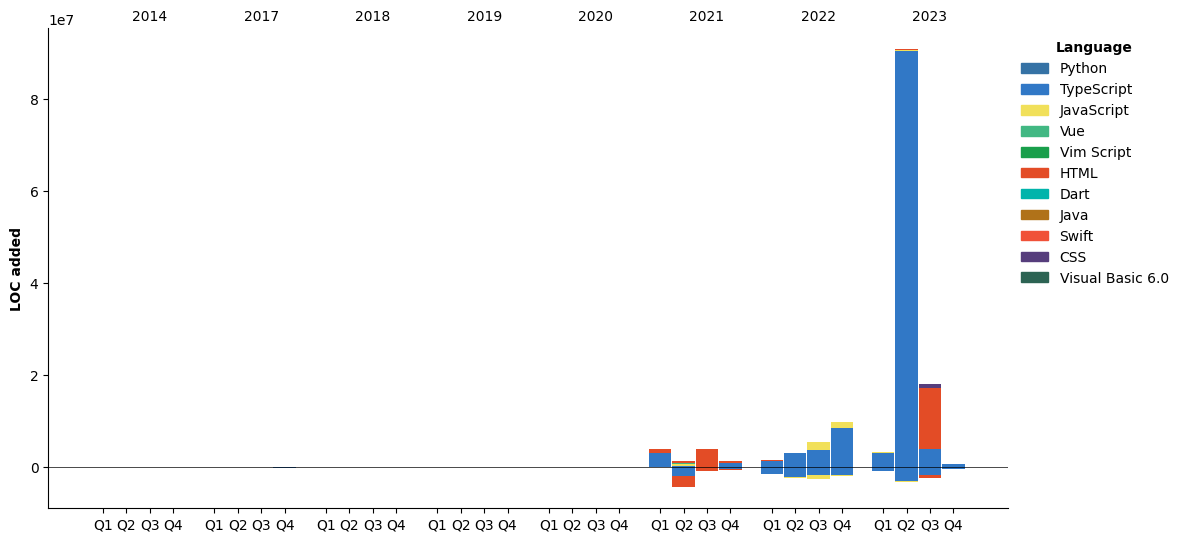 1e7
2014 2017 2018 2019 2020 2021 2022 2023
LOC added
8
6
4
2
0
Q1 Q2 Q3 Q4 Q1 Q2 Q3 Q4 Q1 Q2 Q3 Q4 Q1 Q2 Q3 Q4 Q1 Q2 Q3 Q4 Q1 Q2 Q3 Q4 Q1 Q2 Q3 Q4 Q1 Q2 Q3 Q4
Language
Python
TypeScript
JavaScript
Vue
Vim Script
HTML
Dart
Java
Swift
CSS
Visual Basic 6.0